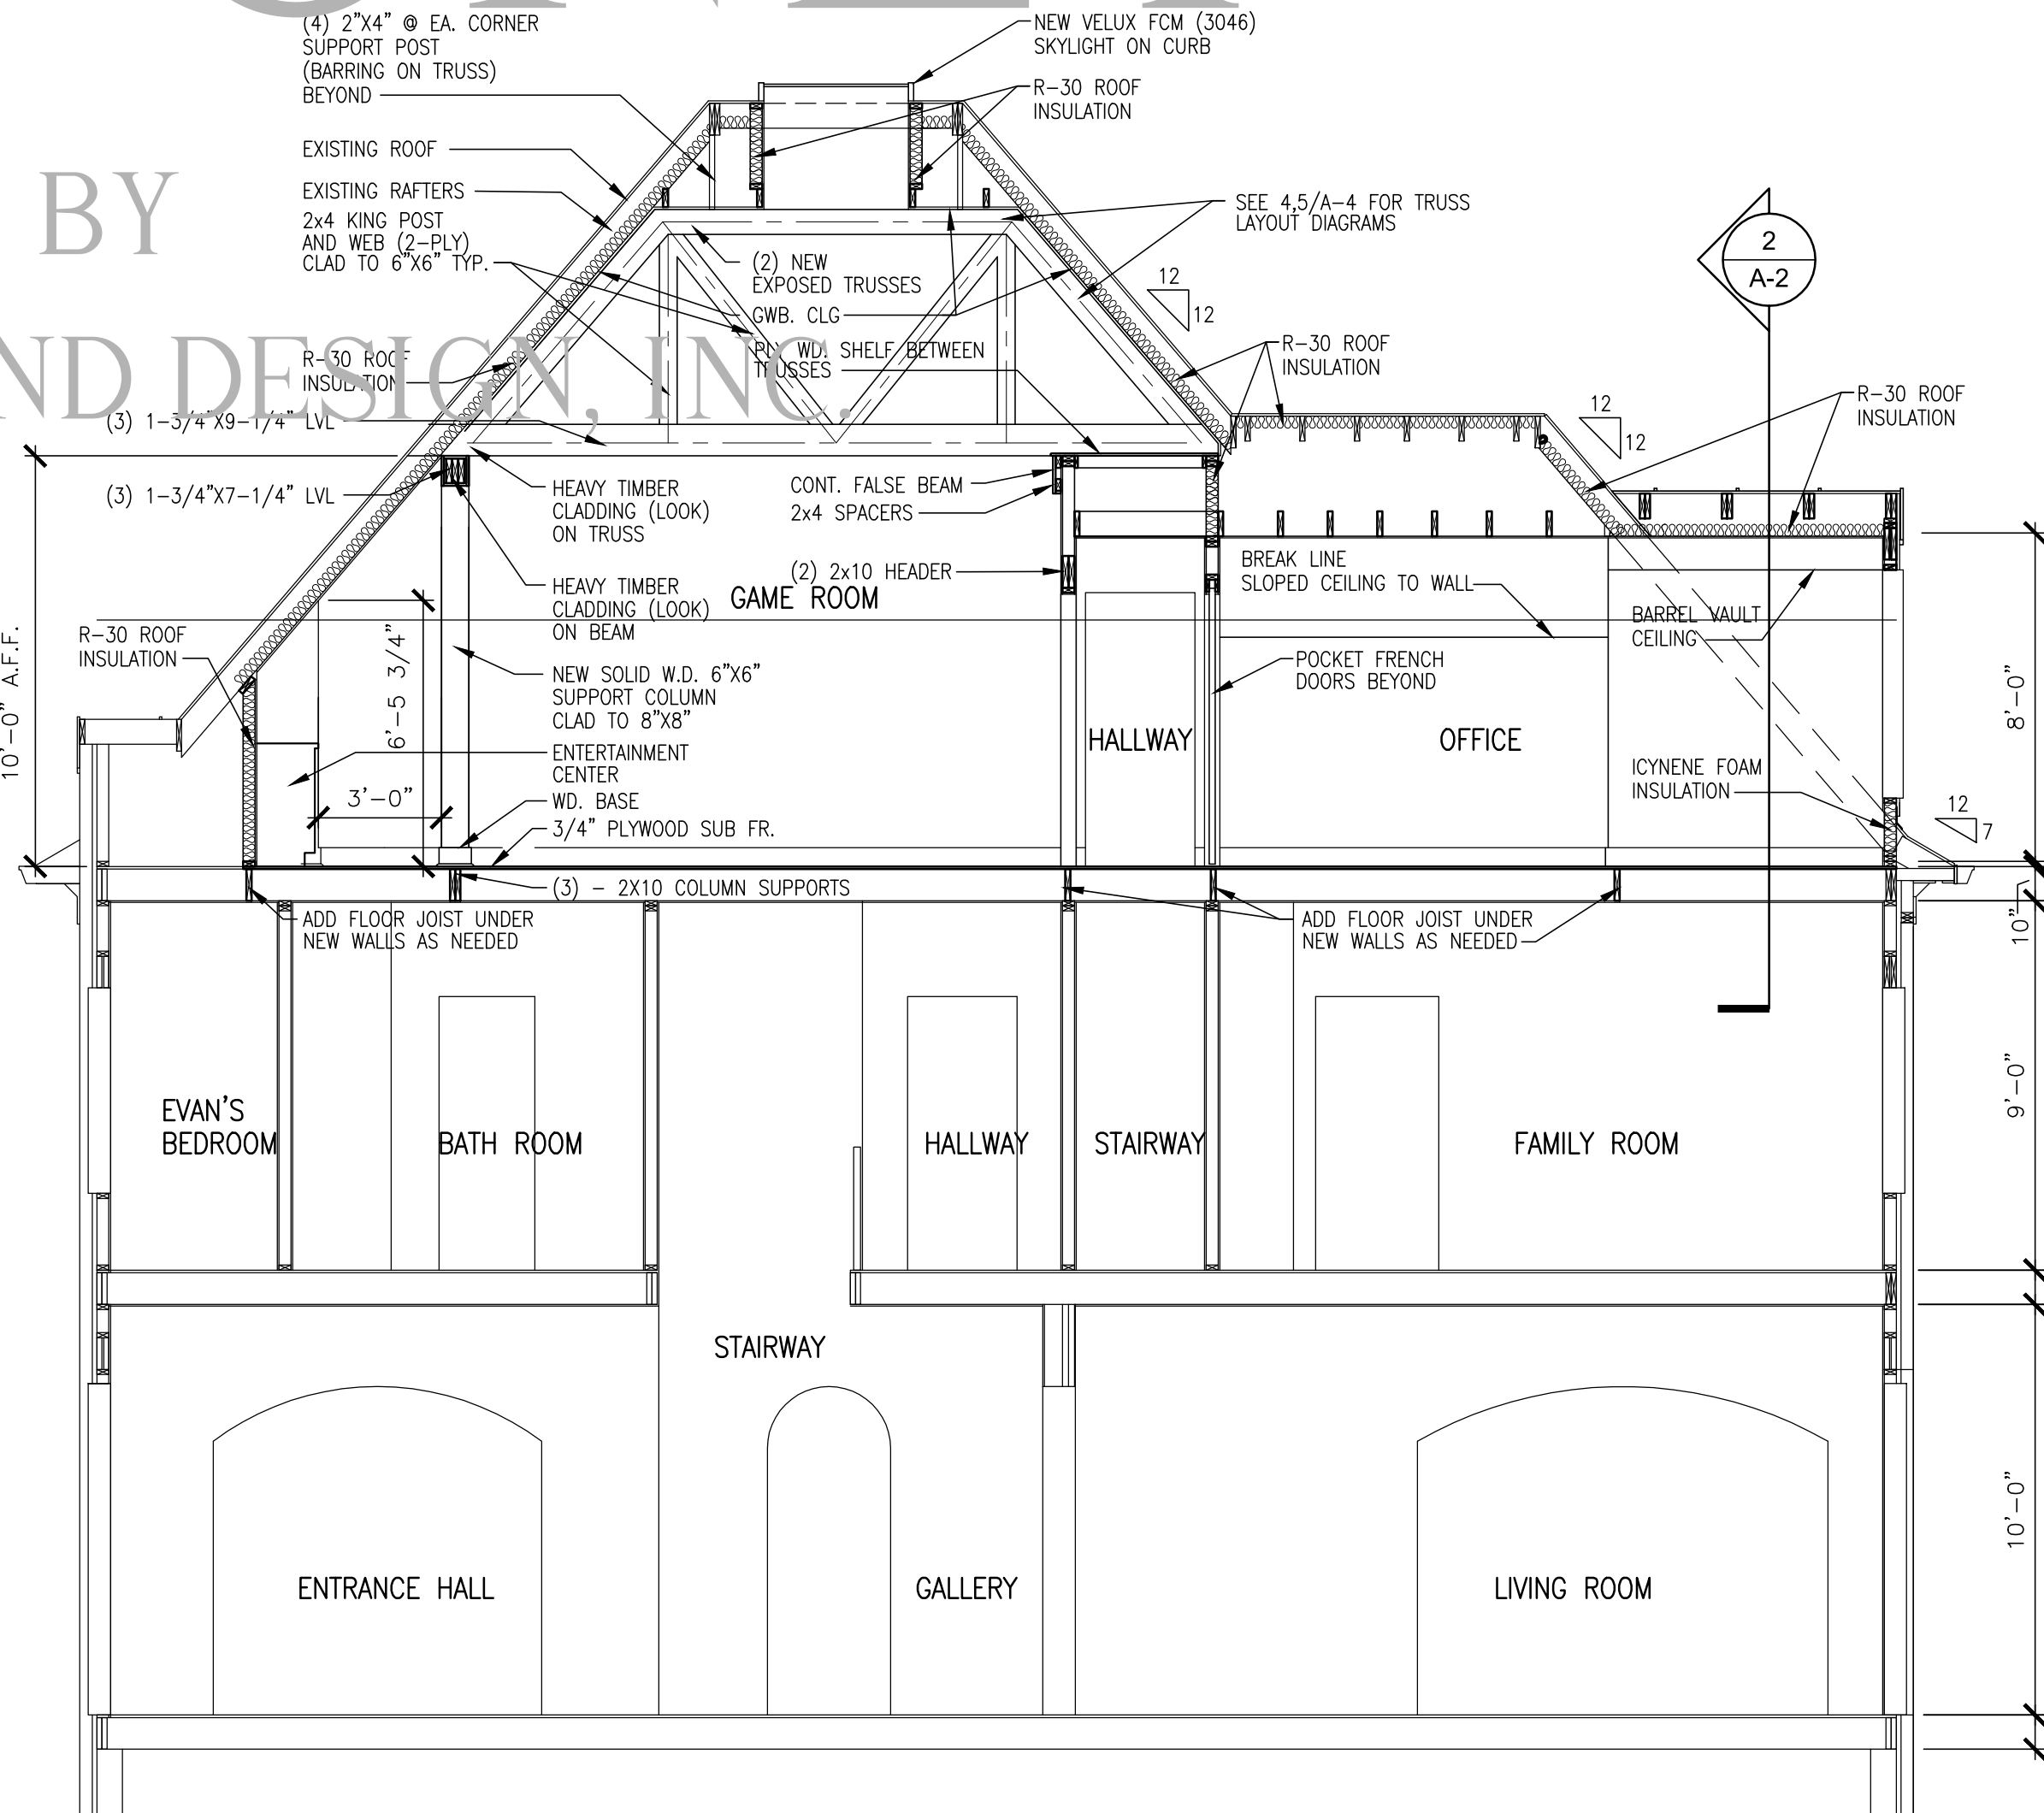 (4) 2"X4" @ EA. CORNER
SUPPORT POST
(BARRING ON TRUSS)
BEYOND
NEW VELUX FCM (3046)
SKYLIGHT ON CURB
R-30 ROOF
INSULATION
EXISTING ROOF
EXISTING RAFTERS
2x4 KING POST
AND WEB (2-PLY)
CLAD TO 6"X6" TYP.
BY
SEE 4,5/A-4 FOR TRUSS
LAYOUT DIAGRAMS
2
A-2
(2) NEW
EXPOSED TRUSSES
GWB. CLG
12
12
PLY WD. SHELF BETWEEN
TRUSSES
R-30 ROOF
INSULATION
ND DESIGN, INC.
R-30 ROOF
INSULATION
12
12
R-30 ROOF
INSULATION
(3) 1-3/4"X9-1/4" LVL
(3) 1-3/4"X7-1/4" LVL
HEAVY TIMBER
CLADDING (LOOK)
ON TRUSS
CONT. FALSE BEAM
2x4 SPACERS
(2) 2x10 HEADER
BREAK LINE
SLOPED CEILING TO WALL
HEAVY TIMBER
CLADDING (LOOK)
ON BEAM
GAME ROOM
BARREL VAULT
CEILING
10'-0" A.F.F.
R-30 ROOF
INSULATION
6'-5 3/4"
NEW SOLID W.D. 6"X6"
SUPPORT COLUMN
CLAD TO 8"X8"
POCKET FRENCH
DOORS BEYOND
8'-0"
HALLWAY
OFFICE
ENTERTAINMENT
CENTER
3'-0"
WD. BASE
3/4" PLYWOOD SUB FR.
ICYNENE FOAM
INSULATION
12
7
(3) - 2X10 COLUMN SUPPORTS
ADD FLOOR JOIST UNDER
NEW WALLS AS NEEDED
ADD FLOOR JOIST UNDER
NEW WALLS AS NEEDED
10"
9'-0"
EVAN'S
BEDROOM
BATH ROOM
HALLWAY
STAIRWAY
FAMILY ROOM
STAIRWAY
10'-0"
ENTRANCE HALL
GALLERY
LIVING ROOM